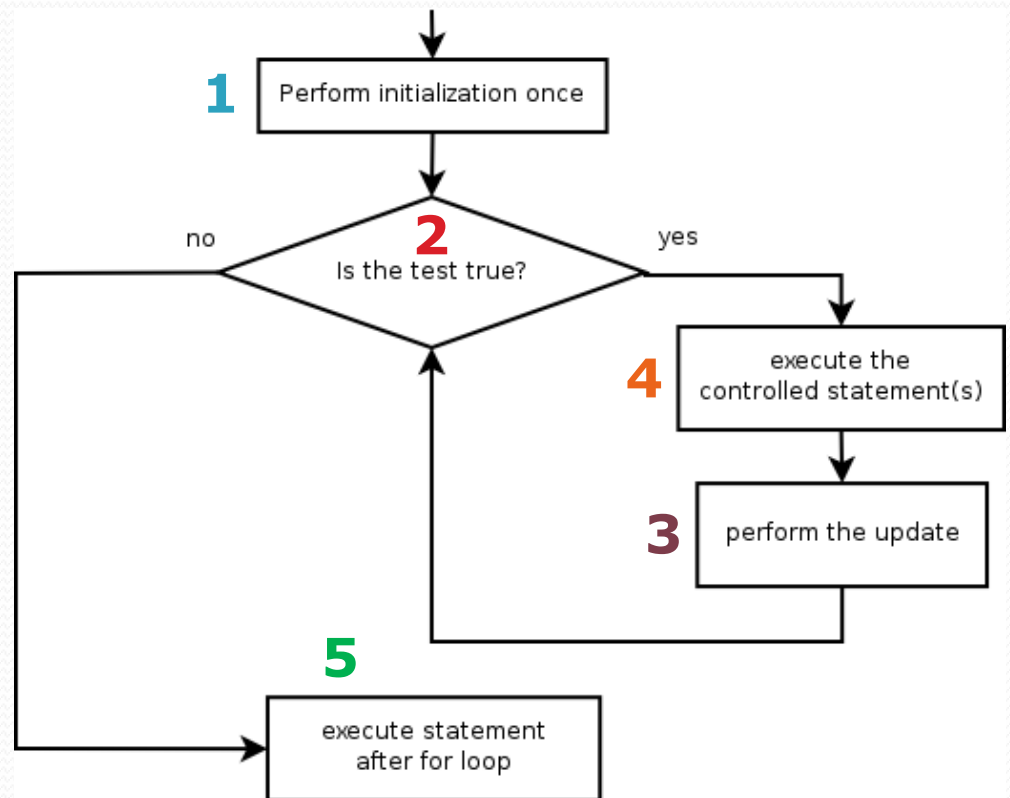 1
Perform initialization once
2
no
yes
Is the test true?
4
execute the
controlled statement(s)
3
perform the update
5
execute statement
after for loop